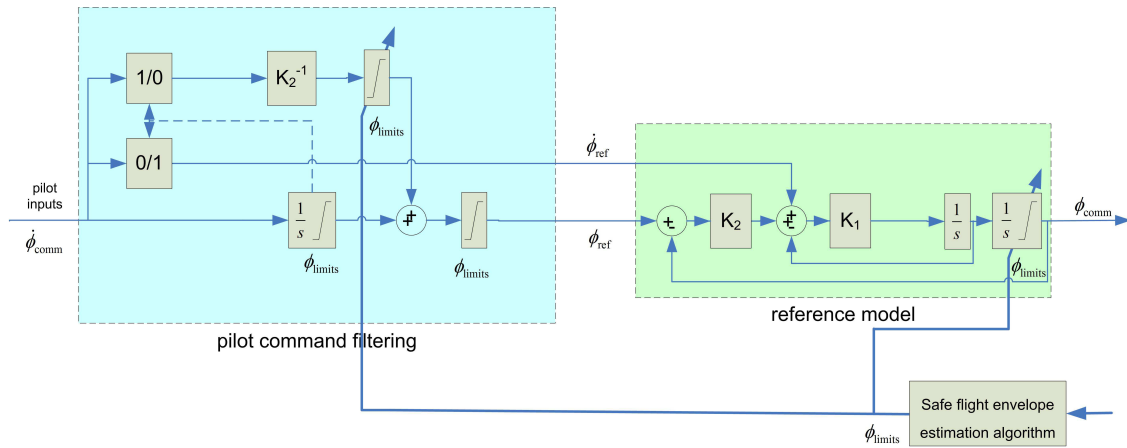 1/0
K₂⁻¹
ϕlimits
0/1
pilot
inputs
ϕ̇comm
1/s
ϕlimits
ϕlimits
pilot command filtering
ϕ̇ref
ϕref
K₂
K₁
1/s
1/s
ϕlimits
ϕcomm
reference model
Safe flight envelope
estimation algorithm
ϕlimits